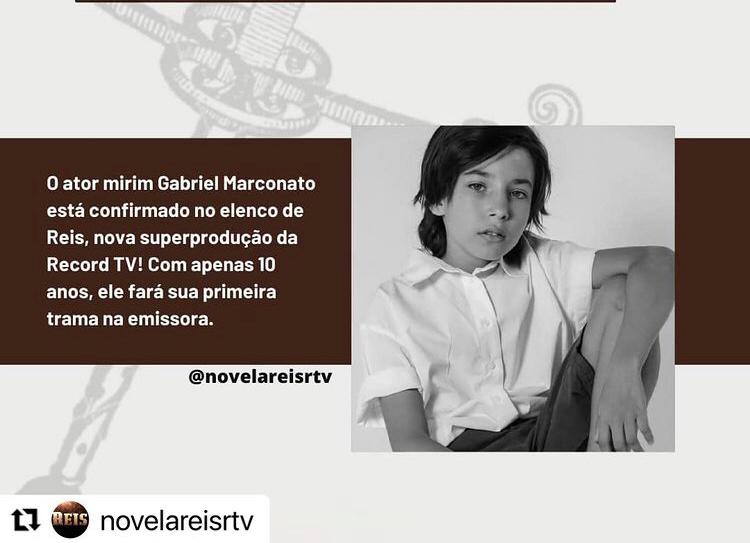 O ator mirim Gabriel Marconato
está confirmado no elenco de
Reis, nova superprodução da
Record TV! Com apenas 10
anos, ele fará sua primeira
trama na emissora.
@novelareisrtv
REIS
novelareisrtv